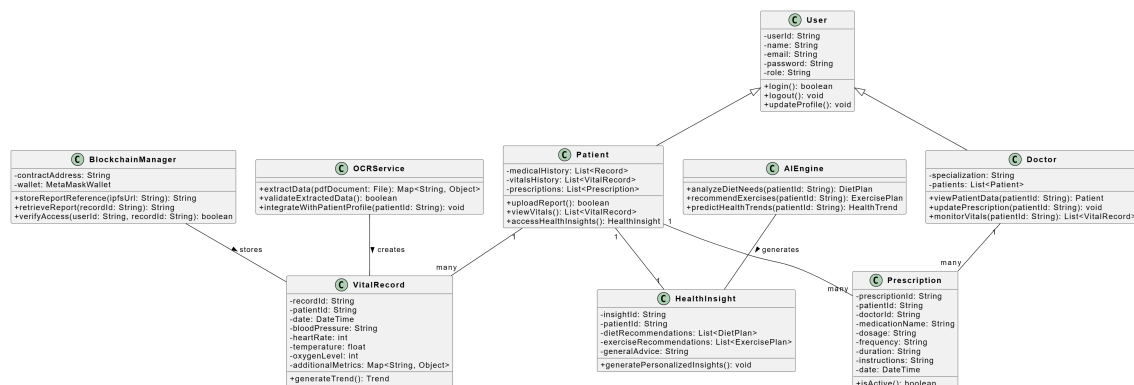 C User
-userId: String
-name: String
-email: String
-password: String
-role: String
+login(): boolean
+logout(): void
+updateProfile(): void
C BlockchainManager
-contractAddress: String
-wallet: MetaMaskWallet
+storeReportReference(ipfsUrl: String): String
+retrieveReport(recordId: String): String
+verifyAccess(userId: String, recordId: String): boolean
C OCRService
+extractData(pdfDocument: File): Map<String, Object>
+validateExtractedData(): boolean
+integrateWithPatientProfile(patientId: String): void
C Patient
-medicalHistory: List<Record>
-vitalsHistory: List<VitalRecord>
-prescriptions: List<Prescription>
+uploadReport(): boolean
+viewVitals(): List<VitalRecord>
+accessHealthInsights(): HealthInsight
C AIEngine
+analyzeDietNeeds(patientId: String): DietPlan
+recommendExercises(patientId: String): ExercisePlan
+predictHealthTrends(patientId: String): HealthTrend
C Doctor
-specialization: String
-patients: List<Patient>
+viewPatientData(patientId: String): Patient
+updatePrescription(patientId: String): void
+monitorVitals(patientId: String): List<VitalRecord>
1
1
1
1
stores
creates
generates
many
1
many
many
C VitalRecord
-recordId: String
-patientId: String
-date: DateTime
-bloodPressure: String
-heartRate: int
-temperature: float
-oxygenLevel: int
-additionalMetrics: Map<String, Object>
+generateTrend(): Trend
C HealthInsight
-insightId: String
-patientId: String
-dietRecommendations: List<DietPlan>
-exerciseRecommendations: List<ExercisePlan>
-generalAdvice: String
+generatePersonalizedInsights(): void
C Prescription
-prescriptionId: String
-patientId: String
-doctorId: String
-medicationName: String
-dosage: String
-frequency: String
-duration: String
-instructions: String
-date: DateTime
+isActive(): boolean